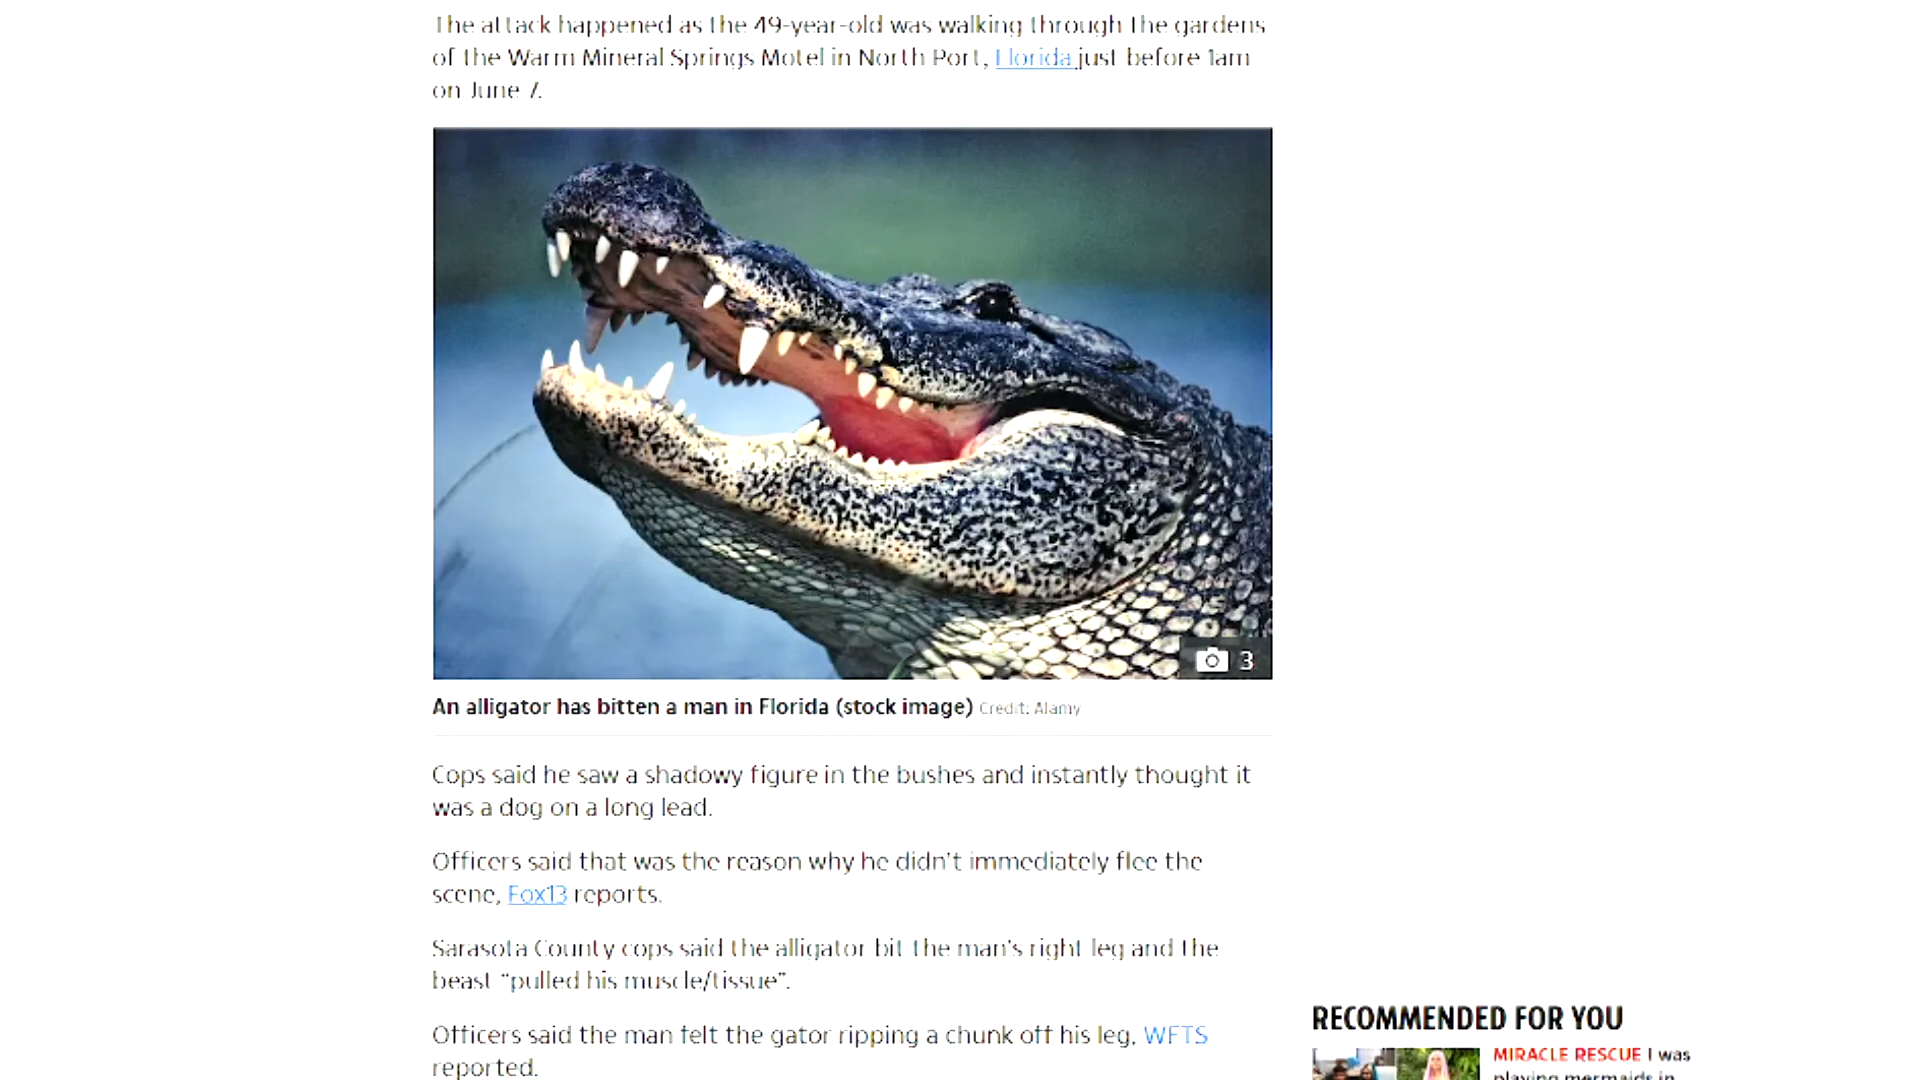 The attack happened as the 49-year-old was walking through the gardens
of the Warm Mineral Springs Motel in North Port, Florida just before 1am
on June 7.
3
An alligator has bitten a man in Florida (stock image) Credit: Alamy
Cops said he saw a shadowy figure in the bushes and instantly thought it
was a dog on a long lead.
Officers said that was the reason why he didn't immediately flee the
scene, Fox13 reports.
Sarasota County cops said the alligator bit the man's right leg and the
beast “pulled his muscle/tissue”.
Officers said the man felt the gator ripping a chunk off his leg, WFTS
reported.
RECOMMENDED FOR YOU
MIRACLE RESCUE I was
playing mermaids in